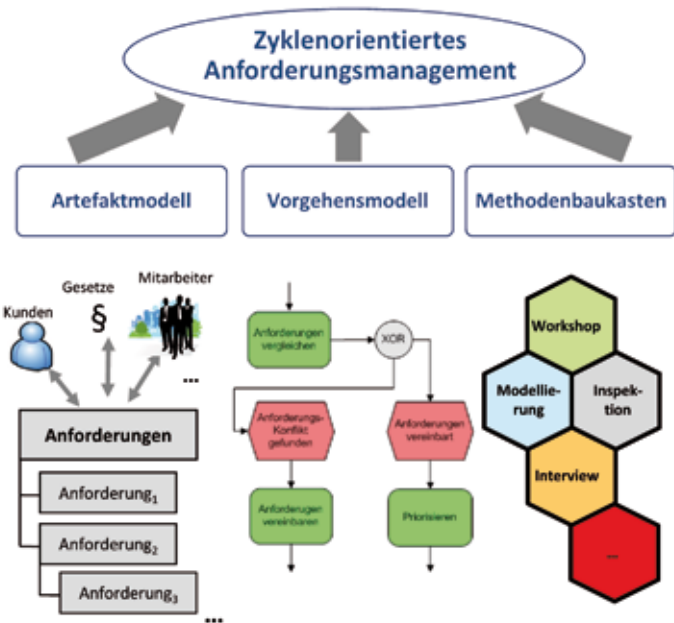 Zyklenorientiertes
Anforderungsmanagement
Artefaktmodell
Vorgehensmodell
Methodenbaukasten
Kunden
Gesetze
§
Mitarbeiter
...
Anforderungen
Anforderung₁
Anforderung₂
Anforderung₃
...
Anforderungen
vergleichen
XOR
Anforderungs-
Konflikt
gefunden
Anforderungen
vereinbart
Anforderugen
vereinbaren
Priorisieren
Workshop
Modellie-
rung
Inspek-
tion
Interview
...